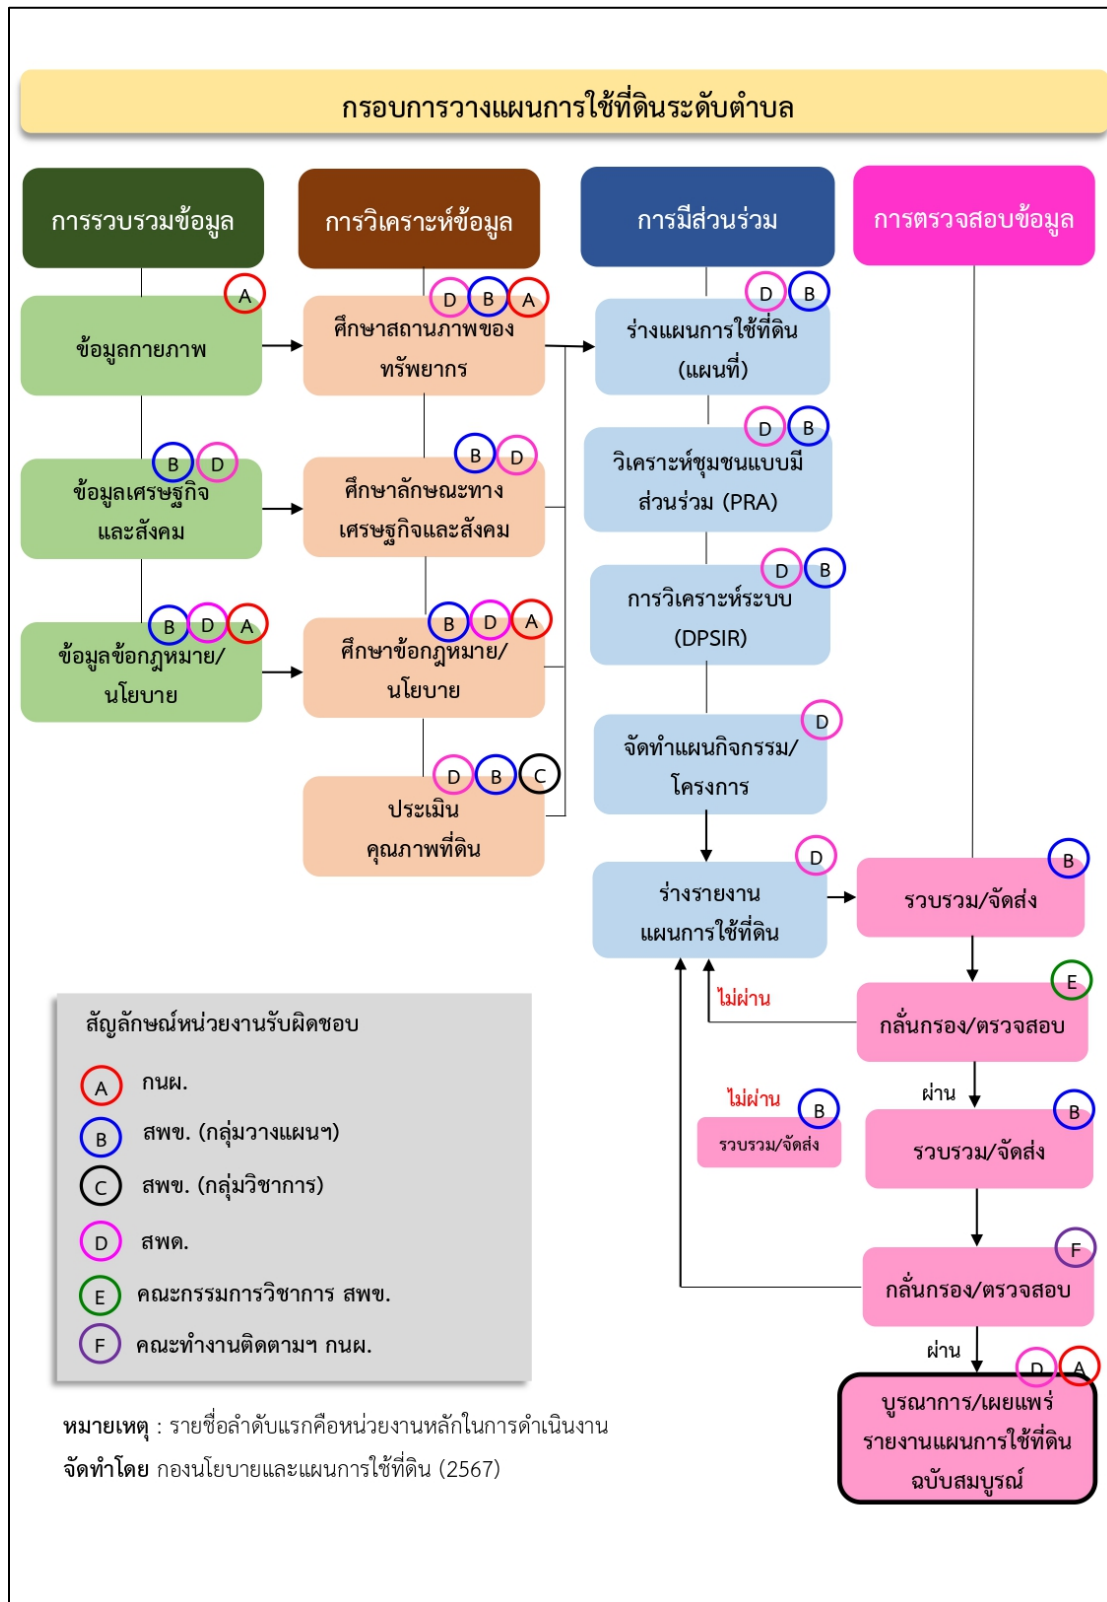 กรอบการวางแผนการใช้ที่ดินระดับตำบล
การรวบรวมข้อมูล
A
ข้อมูลกายภาพ
B D
ข้อมูลเศรษฐกิจ
และสังคม
B D A
ข้อมูลข้อกฎหมาย/
นโยบาย
การวิเคราะห์ข้อมูล
D B A
ศึกษาสถานภาพของ
ทรัพยากร
B D
ศึกษาลักษณะทาง
เศรษฐกิจและสังคม
B D A
ศึกษาข้อกฎหมาย/
นโยบาย
D B C
ประเมิน
คุณภาพที่ดิน
การมีส่วนร่วม
D B
ร่างแผนการใช้ที่ดิน
(แผนที่)
D B
วิเคราะห์ชุมชนแบบมี
ส่วนร่วม (PRA)
D B
การวิเคราะห์ระบบ
(DPSIR)
D
จัดทำแผนกิจกรรม/
โครงการ
D
ร่างรายงาน
แผนการใช้ที่ดิน
การตรวจสอบข้อมูล
B
รวบรวม/จัดส่ง
E
กลั่นกรอง/ตรวจสอบ
ไม่ผ่าน
ผ่าน
B
รวบรวม/จัดส่ง
ไม่ผ่าน
B
รวบรวม/จัดส่ง
F
กลั่นกรอง/ตรวจสอบ
ผ่าน
D A
บูรณาการ/เผยแพร่
รายงานแผนการใช้ที่ดิน
ฉบับสมบูรณ์
สัญลักษณ์หน่วยงานรับผิดชอบ
A กนผ.
B สพข. (กลุ่มวางแผนฯ)
C สพข. (กลุ่มวิชาการ)
D สพด.
E คณะกรรมการวิชาการ สพข.
F คณะทำงานติดตามฯ กนผ.
หมายเหตุ : รายชื่อลำดับแรกคือหน่วยงานหลักในการดำเนินงาน
จัดทำโดย กองนโยบายและแผนการใช้ที่ดิน (2567)